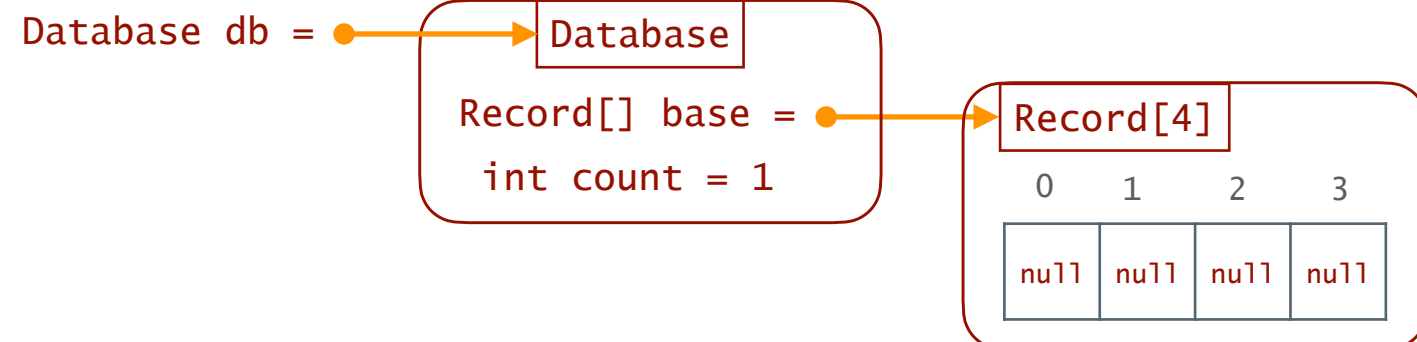 Database db =
Database
Record[] base =
Record[4]
int count = 1
0 1 2 3
null null null null